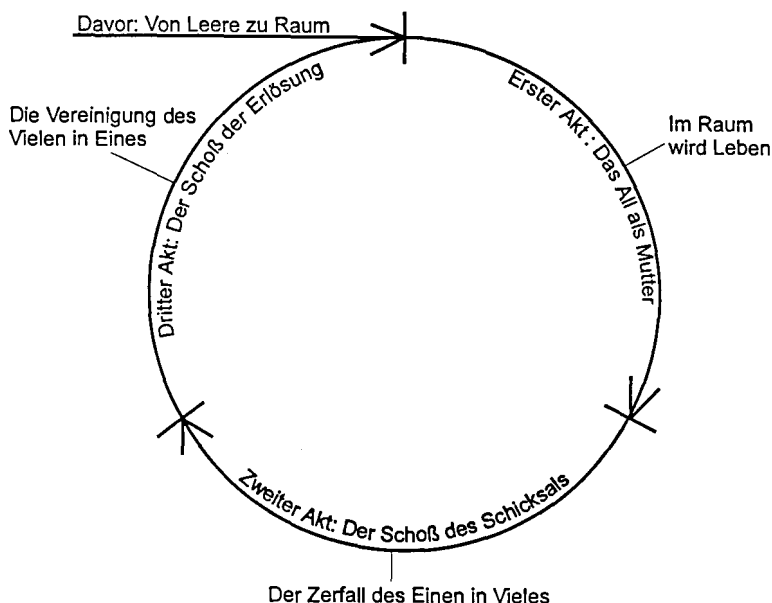 Davor: Von Leere zu Raum
Erster Akt : Das All als Mutter
Im Raum
wird Leben
Zweiter Akt: Der Schoß des Schicksals
Der Zerfall des Einen in Vieles
Dritter Akt: Der Schoß der Erlösung
Die Vereinigung des
Vielen in Eines